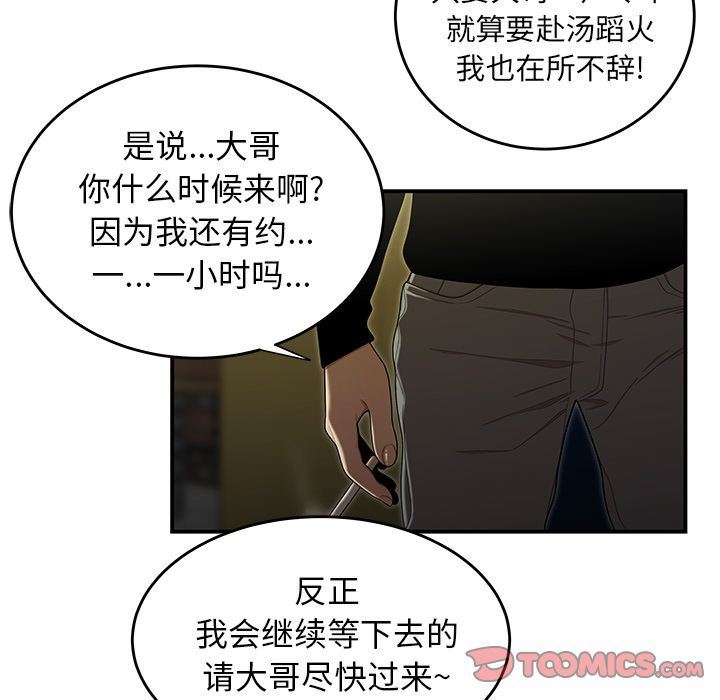 就算要赴汤蹈火
我也在所不辞!
是说...大哥
你什么时候来啊?
因为我还有约...
一...一小时吗...
反正
我会继续等下去的
请大哥尽快过来~
TOOMICS.COM